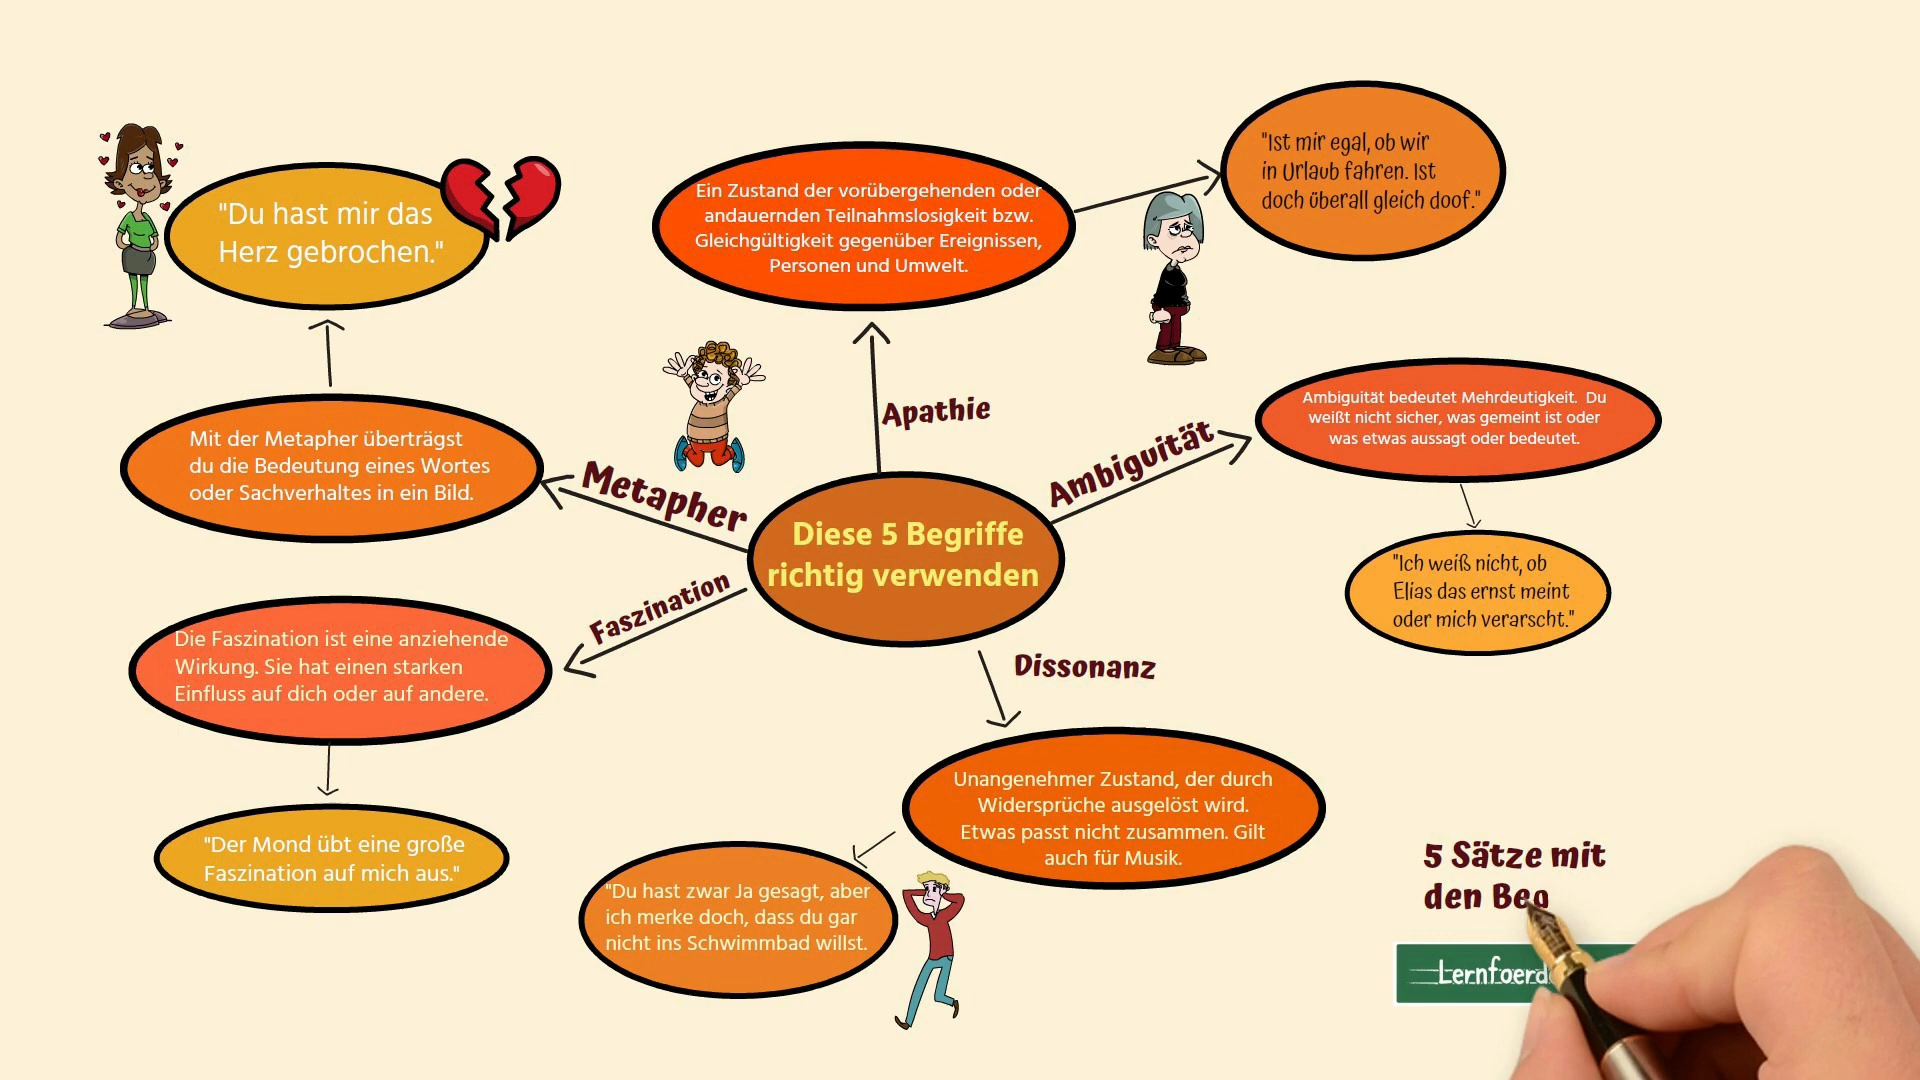 "Du hast mir das
Herz gebrochen."
Ein Zustand der vorübergehenden oder
andauernden Teilnahmslosigkeit bzw.
Gleichgültigkeit gegenüber Ereignissen,
Personen und Umwelt.
"Ist mir egal, ob wir
in Urlaub fahren. Ist
doch überall gleich doof."
Mit der Metapher überträgst
du die Bedeutung eines Wortes
oder Sachverhaltes in ein Bild.
Metapher
Apathie
Ambiguität
Ambiguität bedeutet Mehrdeutigkeit. Du
weißt nicht sicher, was gemeint ist oder
was etwas aussagt oder bedeutet.
Diese 5 Begriffe
richtig verwenden
"Ich weiß nicht, ob
Elias das ernst meint
oder mich verarscht."
Faszination
Die Faszination ist eine anziehende
Wirkung. Sie hat einen starken
Einfluss auf dich oder auf andere.
Dissonanz
Unangenehmer Zustand, der durch
Widersprüche ausgelöst wird.
Etwas passt nicht zusammen. Gilt
auch für Musik.
"Der Mond übt eine große
Faszination auf mich aus."
"Du hast zwar Ja gesagt, aber
ich merke doch, dass du gar
nicht ins Schwimmbad willst.
5 Sätze mit
den